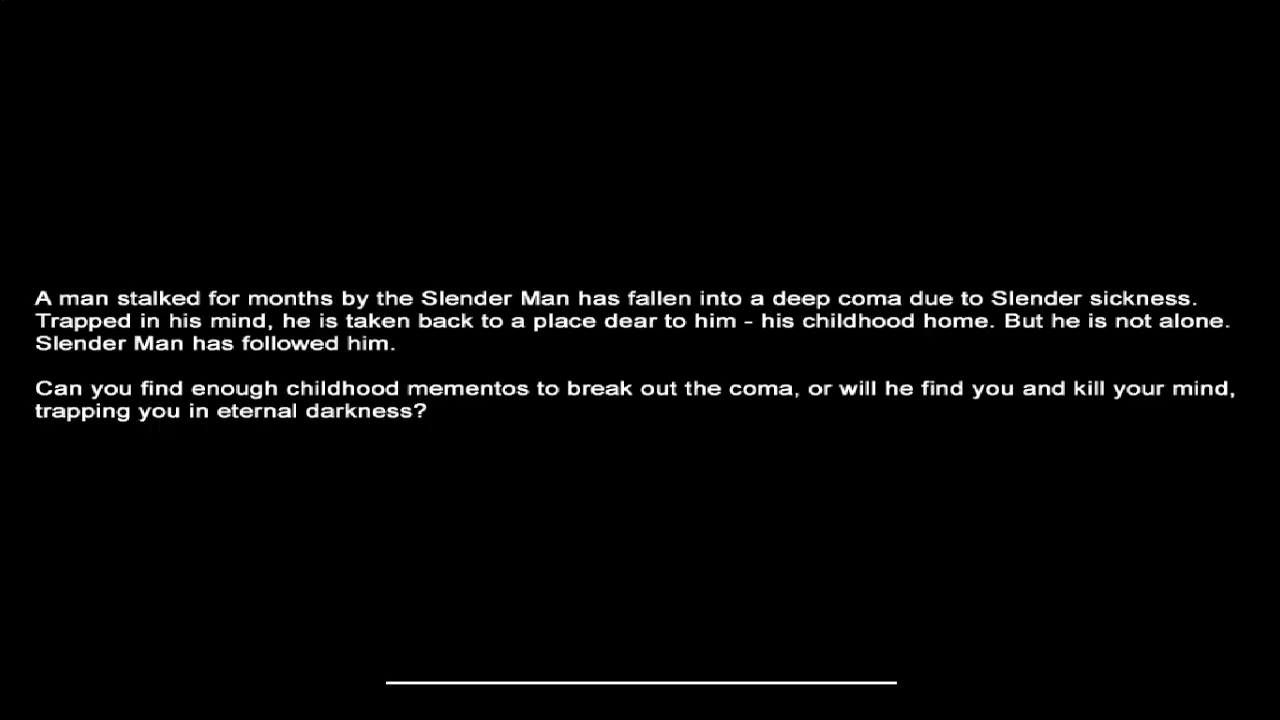 A man stalked for months by the Slender Man has fallen into a deep coma due to Slender sickness.
Trapped in his mind, he is taken back to a place dear to him - his childhood home. But he is not alone.
Slender Man has followed him.
Can you find enough childhood mementos to break out the coma, or will he find you and kill your mind,
trapping you in eternal darkness?